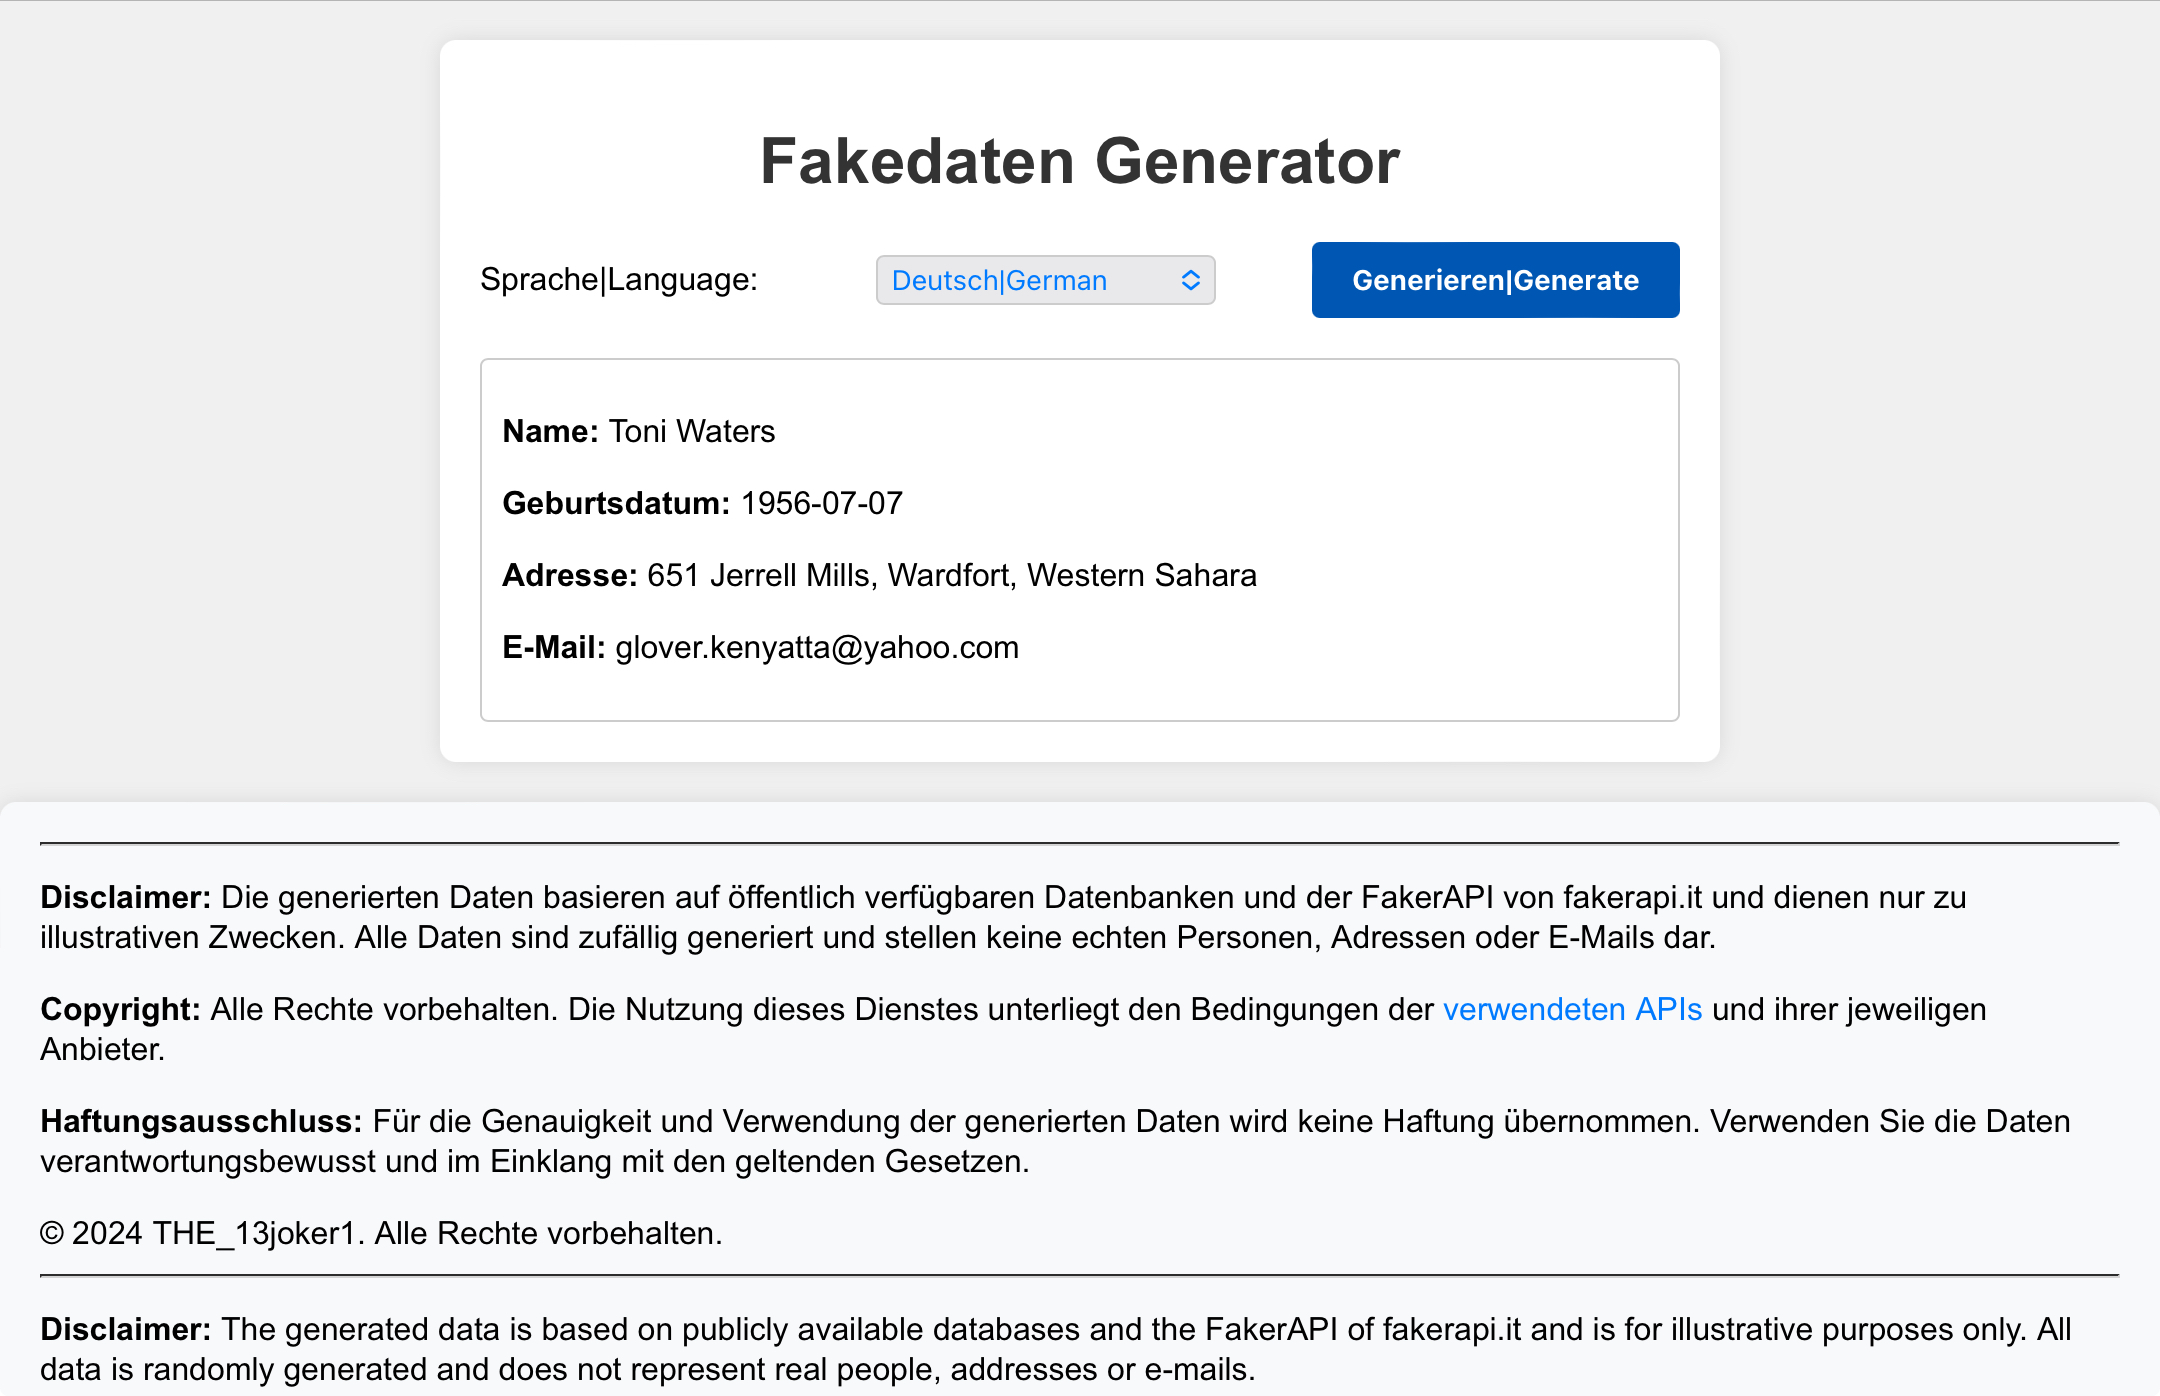 Fakedaten Generator
Sprache|Language:
Deutsch|German
Generieren|Generate
Name: Toni Waters
Geburtsdatum: 1956-07-07
Adresse: 651 Jerrell Mills, Wardfort, Western Sahara
E-Mail: glover.kenyatta@yahoo.com
Disclaimer: Die generierten Daten basieren auf öffentlich verfügbaren Datenbanken und der FakerAPI von fakerapi.it und dienen nur zu
illustrativen Zwecken. Alle Daten sind zufällig generiert und stellen keine echten Personen, Adressen oder E-Mails dar.
Copyright: Alle Rechte vorbehalten. Die Nutzung dieses Dienstes unterliegt den Bedingungen der verwendeten APIs und ihrer jeweiligen
Anbieter.
Haftungsausschluss: Für die Genauigkeit und Verwendung der generierten Daten wird keine Haftung übernommen. Verwenden Sie die Daten
verantwortungsbewusst und im Einklang mit den geltenden Gesetzen.
© 2024 THE_13joker1. Alle Rechte vorbehalten.
Disclaimer: The generated data is based on publicly available databases and the FakerAPI of fakerapi.it and is for illustrative purposes only. All
data is randomly generated and does not represent real people, addresses or e-mails.